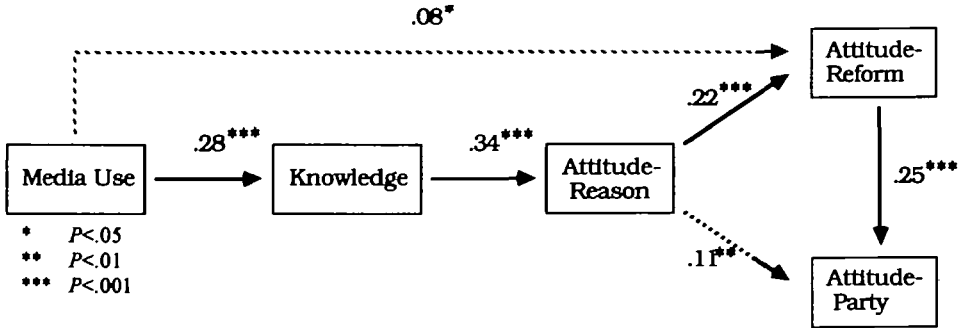 .08*
Attitude-
Reform
.22***
.28***
.34***
Media Use
Knowledge
Attitude-
Reason
.25***
* P<.05
** P<.01
*** P<.001
.11**
Attitude-
Party